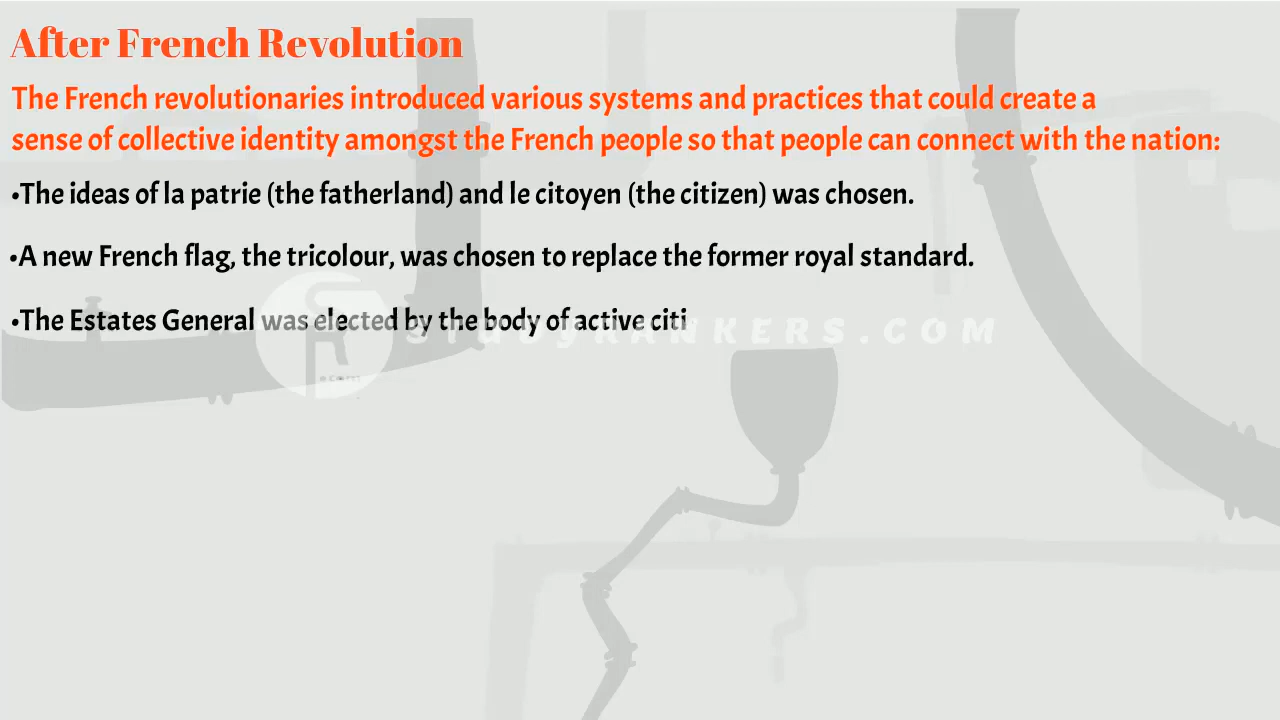 After French Revolution
The French revolutionaries introduced various systems and practices that could create a
sense of collective identity amongst the French people so that people can connect with the nation:
•The ideas of la patrie (the fatherland) and le citoyen (the citizen) was chosen.
•A new French flag, the tricolour, was chosen to replace the former royal standard.
•The Estates General was elected by the body of active citi
STUDYRANKERS.COM
.com